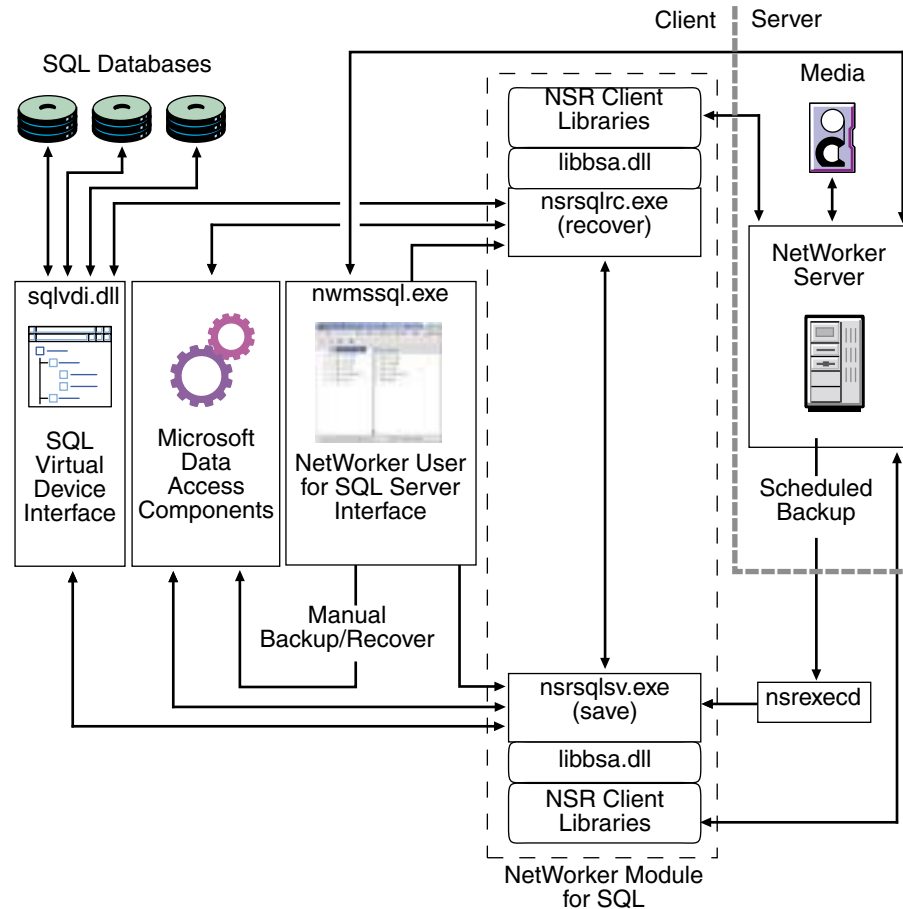 Client
Server
SQL Databases
Media
NSR Client
Libraries
libbsa.dll
nsrsqlrc.exe
(recover)
NetWorker
Server
sqlvdi.dll
nwmssql.exe
SQL
Virtual
Device
Interface
Microsoft
Data
Access
Components
NetWorker User
for SQL Server
Interface
Scheduled
Backup
Manual
Backup/Recover
nsrsqlsv.exe
(save)
nsrexecd
libbsa.dll
NSR Client
Libraries
NetWorker Module
for SQL